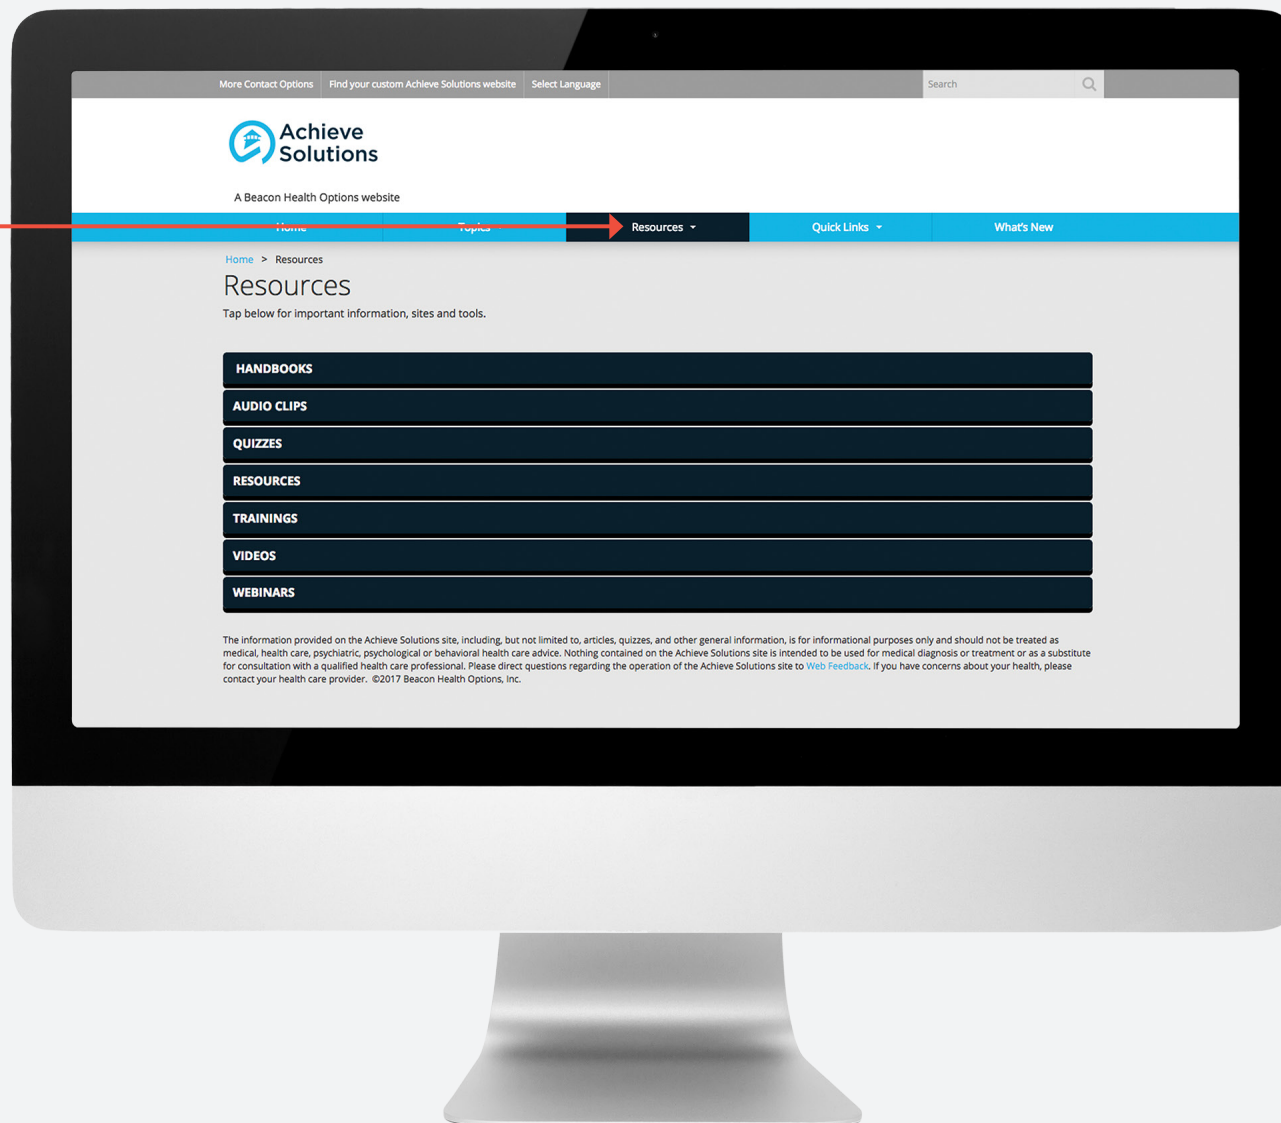 More Contact Options Find your custom Achieve Solutions website Select Language Search
Achieve
Solutions
A Beacon Health Options website
Home Topics Resources Quick Links What's New
Home > Resources
Resources
Tap below for important information, sites and tools.
HANDBOOKS
AUDIO CLIPS
QUIZZES
RESOURCES
TRAININGS
VIDEOS
WEBINARS
The information provided on the Achieve Solutions site, including, but not limited to, articles, quizzes, and other general information, is for informational purposes only and should not be treated as
medical, health care, psychiatric, psychological or behavioral health care advice. Nothing contained on the Achieve Solutions site is intended to be used for medical diagnosis or treatment or as a substitute
for consultation with a qualified health care professional. Please direct questions regarding the operation of the Achieve Solutions site to Web Feedback. If you have concerns about your health, please
contact your health care provider. ©2017 Beacon Health Options, Inc.